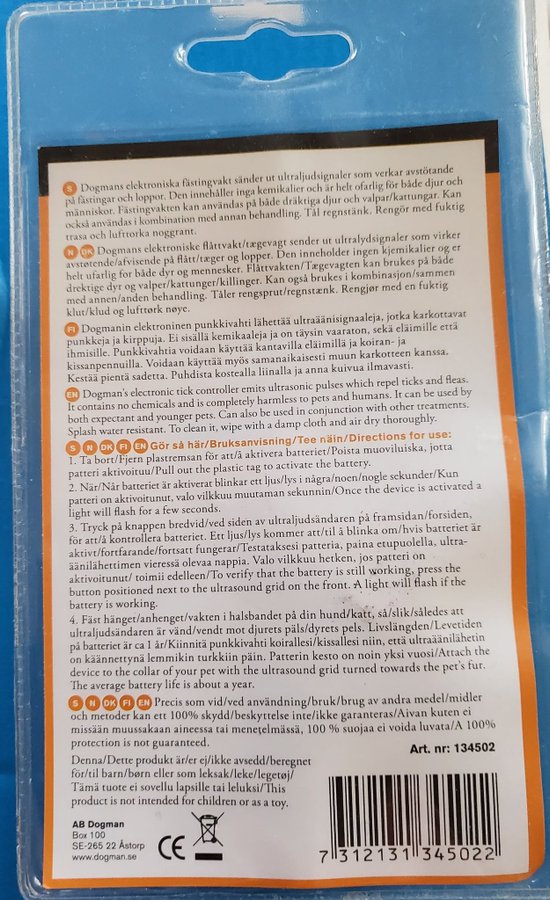 S Dogmans elektroniska fästingvakt sänder ut ultraljudsignaler som verkar avstötande
på fästingar och loppor. Den innehåller inga kemikalier och är helt ofarlig för både djur och
människor. Fästingvakten kan användas på både dräktiga djur och valpar/kattungar. Kan
också användas i kombination med annan behandling. Tål regnstänk. Rengör med fuktig
trasa och lufttorka noggrant.
N DK Dogmans elektroniske flåttvakt/tægevagt sender ut ultralydsignaler som virker
avstøtende/afvisende på flått/tæger og lopper. Den inneholder ingen kjemikalier og er
helt ufarlig for både dyr og mennesker. Flåttvakten/Tægevagten kan brukes på både
drektige dyr og valper/kattunger/killinger. Kan også brukes i kombinasjon/sammen
med annen/anden behandling. Tåler rengsprut/regnstænk. Rengjør med en fuktig
klut/klud og lufttørk nøye.
FI Dogmanin elektroninen punkkivahti lähettää ultraäänisignaaleja, jotka karkottavat
punkkeja ja kirppuja. Ei sisällä kemikaaleja ja on täysin vaaraton, sekä eläimille että
ihmisille. Punkkivahtia voidaan käyttää kantavilla eläimillä ja koiran- ja
kissanpennuilla. Voidaan käyttää myös samanaikaisesti muun karkotteen kanssa.
Kestää pientä sadetta. Puhdista kostealla liinalla ja anna kuivua ilmavasti.
EN Dogman's electronic tick controller emits ultrasonic pulses which repel ticks and fleas.
It contains no chemicals and is completely harmless to pets and humans. It can be used by
both expectant and younger pets. Can also be used in conjunction with other treatments.
Splash water resistant. To clean it, wipe with a damp cloth and air dry thoroughly.
S N DK FI EN Gör så här/Bruksanvisning/Tee näin/Directions for use:
1. Ta bort/Fjern plastremsan för att/å aktivera batteriet/Poista muoviluiska, jotta
patteri aktivoituu/Pull out the plastic tag to activate the battery.
2. När/Når batteriet är aktiverat blinkar ett ljus/lys i några/noen/nogle sekunder/Kun
patteri on aktivoitunut, valo vilkkuu muutaman sekunnin/Once the device is activated a
light will flash for a few seconds.
3. Tryck på knappen bredvid/ved siden av ultraljudsändaren på framsidan/forsiden,
för att/å kontrollera batteriet. Ett ljus/lys kommer att/til å blinka om/hvis batteriet är
aktivt/fortfarande/fortsatt fungerar/Testataksesi patteria, paina etupuolella, ultra-
äänilähettimen vieressä olevaa nappia. Valo vilkkuu hetken, jos patteri on
aktivoitunut/ toimii edelleen/To verify that the battery is still working, press the
button positioned next to the ultrasound grid on the front. A light will flash if the
battery is working.
4. Fäst hänget/anhenget/vakten i halsbandet på din hund/katt, så/slik/således att
ultraljudsändaren är vänd/vendt mot djurets päls/dyrets pels. Livslängden/Levetiden
på batteriet är ca 1 år/Kiinnitä punkkivahti koirallesi/kissallesi niin, että ultraäänilähetin
on käännettynä lemmikin turkkiin päin. Patterin kesto on noin yksi vuosi/Attach the
device to the collar of your pet with the ultrasound grid turned towards the pet's fur.
The average battery life is about a year.
S N DK FI EN Precis som vid/ved användning/bruk/brug av andra medel/midler
och metoder kan ett 100% skydd/beskyttelse inte/ikke garanteras/Aivan kuten ei
missään muussakaan aineessa tai menetelmässä, 100 % suojaa ei voida luvata/A 100%
protection is not guaranteed.
Art. nr: 134502
Denna/Dette produkt är/er ej/ikke avsedd/beregnet
för/til barn/børn eller som leksak/leke/legetøj/
Tämä tuote ei sovellu lapsille tai leluksi/This
product is not intended for children or as a toy.
AB Dogman
Box 100
SE-265 22 Åstorp
www.dogman.se
CE
7 312131 345022